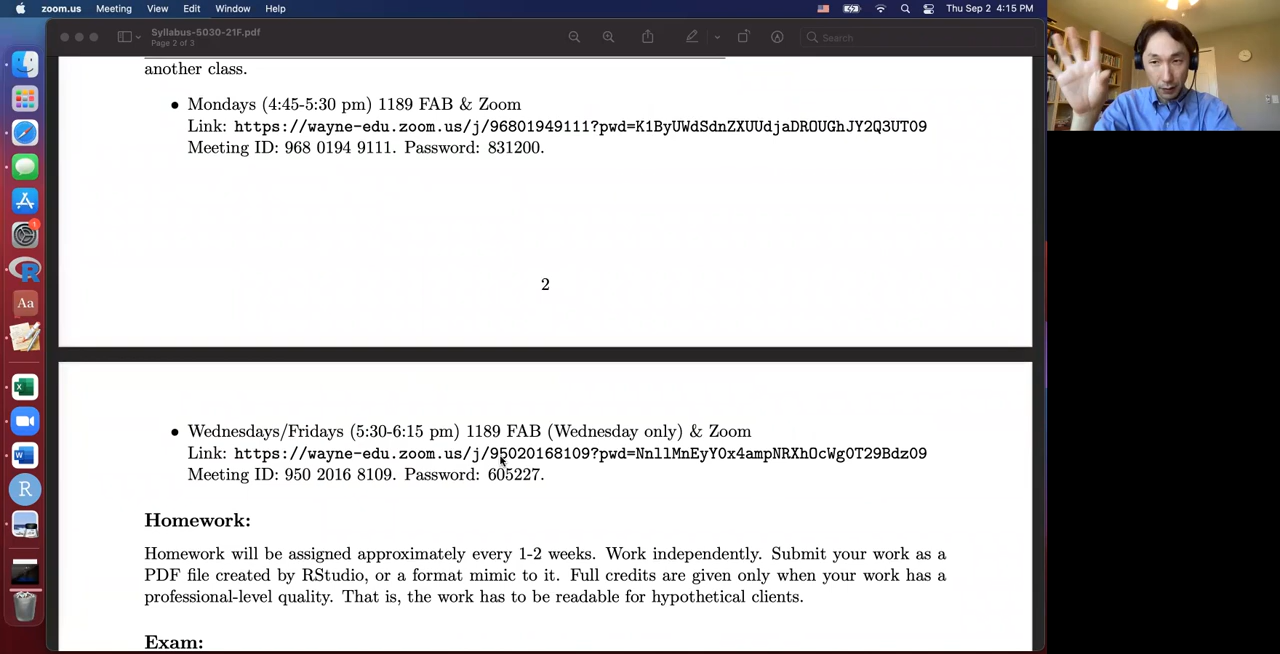 zoom.us Meeting View Edit Window Help Thu Sep 2 4:15 PM
Syllabus-5030-21F.pdf
Page 2 of 3
Search
another class.
• Mondays (4:45-5:30 pm) 1189 FAB & Zoom
Link: https://wayne-edu.zoom.us/j/96801949111?pwd=K1ByUWdSdnZXUUdjaDROUGhJY2Q3UT09
Meeting ID: 968 0194 9111. Password: 831200.
2
• Wednesdays/Fridays (5:30-6:15 pm) 1189 FAB (Wednesday only) & Zoom
Link: https://wayne-edu.zoom.us/j/95020168109?pwd=NnllMnEyY0x4ampNRXhOcWg0T29Bdz09
Meeting ID: 950 2016 8109. Password: 605227.
Homework:
Homework will be assigned approximately every 1-2 weeks. Work independently. Submit your work as a
PDF file created by RStudio, or a format mimic to it. Full credits are given only when your work has a
professional-level quality. That is, the work has to be readable for hypothetical clients.
Exam:
Aa
R